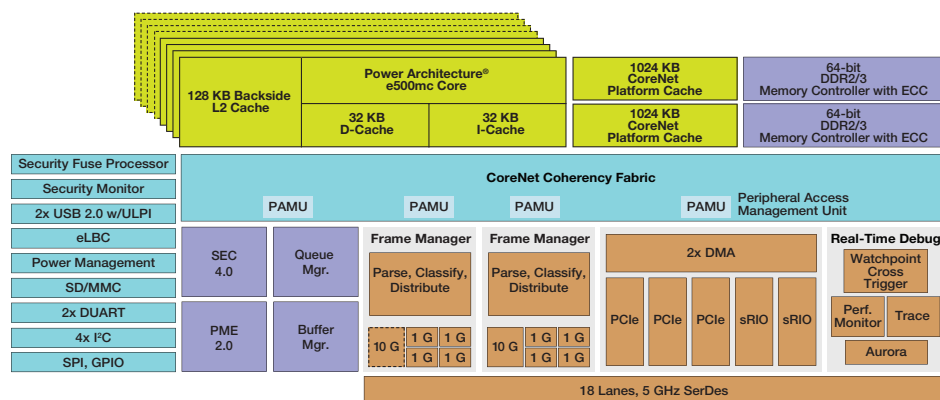 128 KB Backside
L2 Cache
Power Architecture®
e500mc Core
32 KB
D-Cache
32 KB
I-Cache
1024 KB
CoreNet
Platform Cache
1024 KB
CoreNet
Platform Cache
64-bit
DDR2/3
Memory Controller with ECC
64-bit
DDR2/3
Memory Controller with ECC
Security Fuse Processor
Security Monitor
2x USB 2.0 w/ULPI
eLBC
Power Management
SD/MMC
2x DUART
4x I²C
SPI, GPIO
CoreNet Coherency Fabric
PAMU
PAMU
PAMU
PAMU
Peripheral Access
Management Unit
SEC
4.0
Queue
Mgr.
PME
2.0
Buffer
Mgr.
Frame Manager
Parse, Classify,
Distribute
10 G
1 G
1 G
1 G
1 G
Frame Manager
Parse, Classify,
Distribute
10 G
1 G
1 G
1 G
1 G
2x DMA
PCIe
PCIe
PCIe
sRIO
sRIO
Real-Time Debug
Watchpoint
Cross
Trigger
Perf.
Monitor
Trace
Aurora
18 Lanes, 5 GHz SerDes